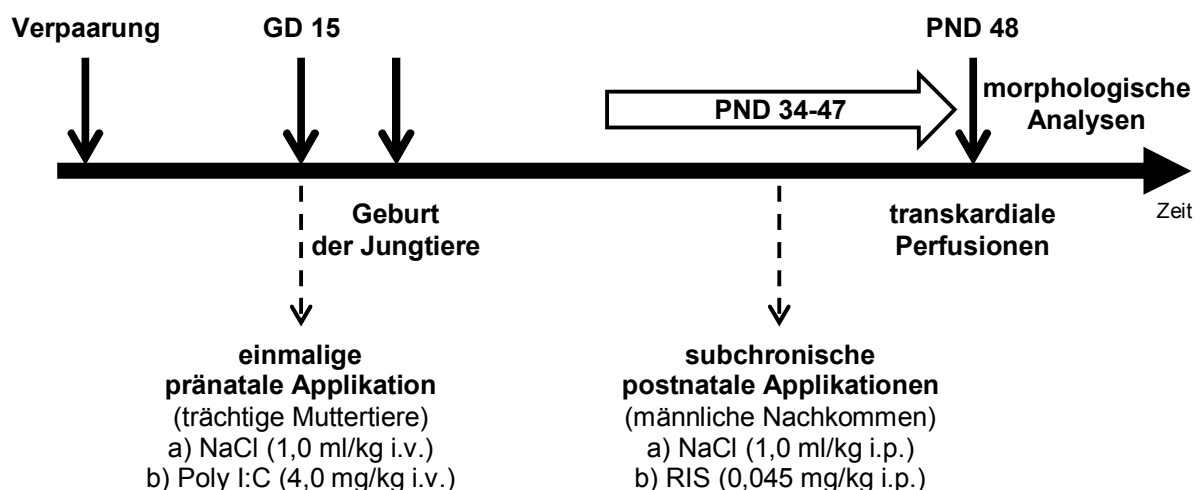 Verpaarung
GD 15
PND 48
PND 34-47
morphologische
Analysen
Geburt
der Jungtiere
transkardiale
Perfusionen
Zeit
einmalige
pränatale Applikation
(trächtige Muttertiere)
a) NaCl (1,0 ml/kg i.v.)
b) Poly I:C (4,0 mg/kg i.v.)
subchronische
postnatale Applikationen
(männliche Nachkommen)
a) NaCl (1,0 ml/kg i.p.)
b) RIS (0,045 mg/kg i.p.)